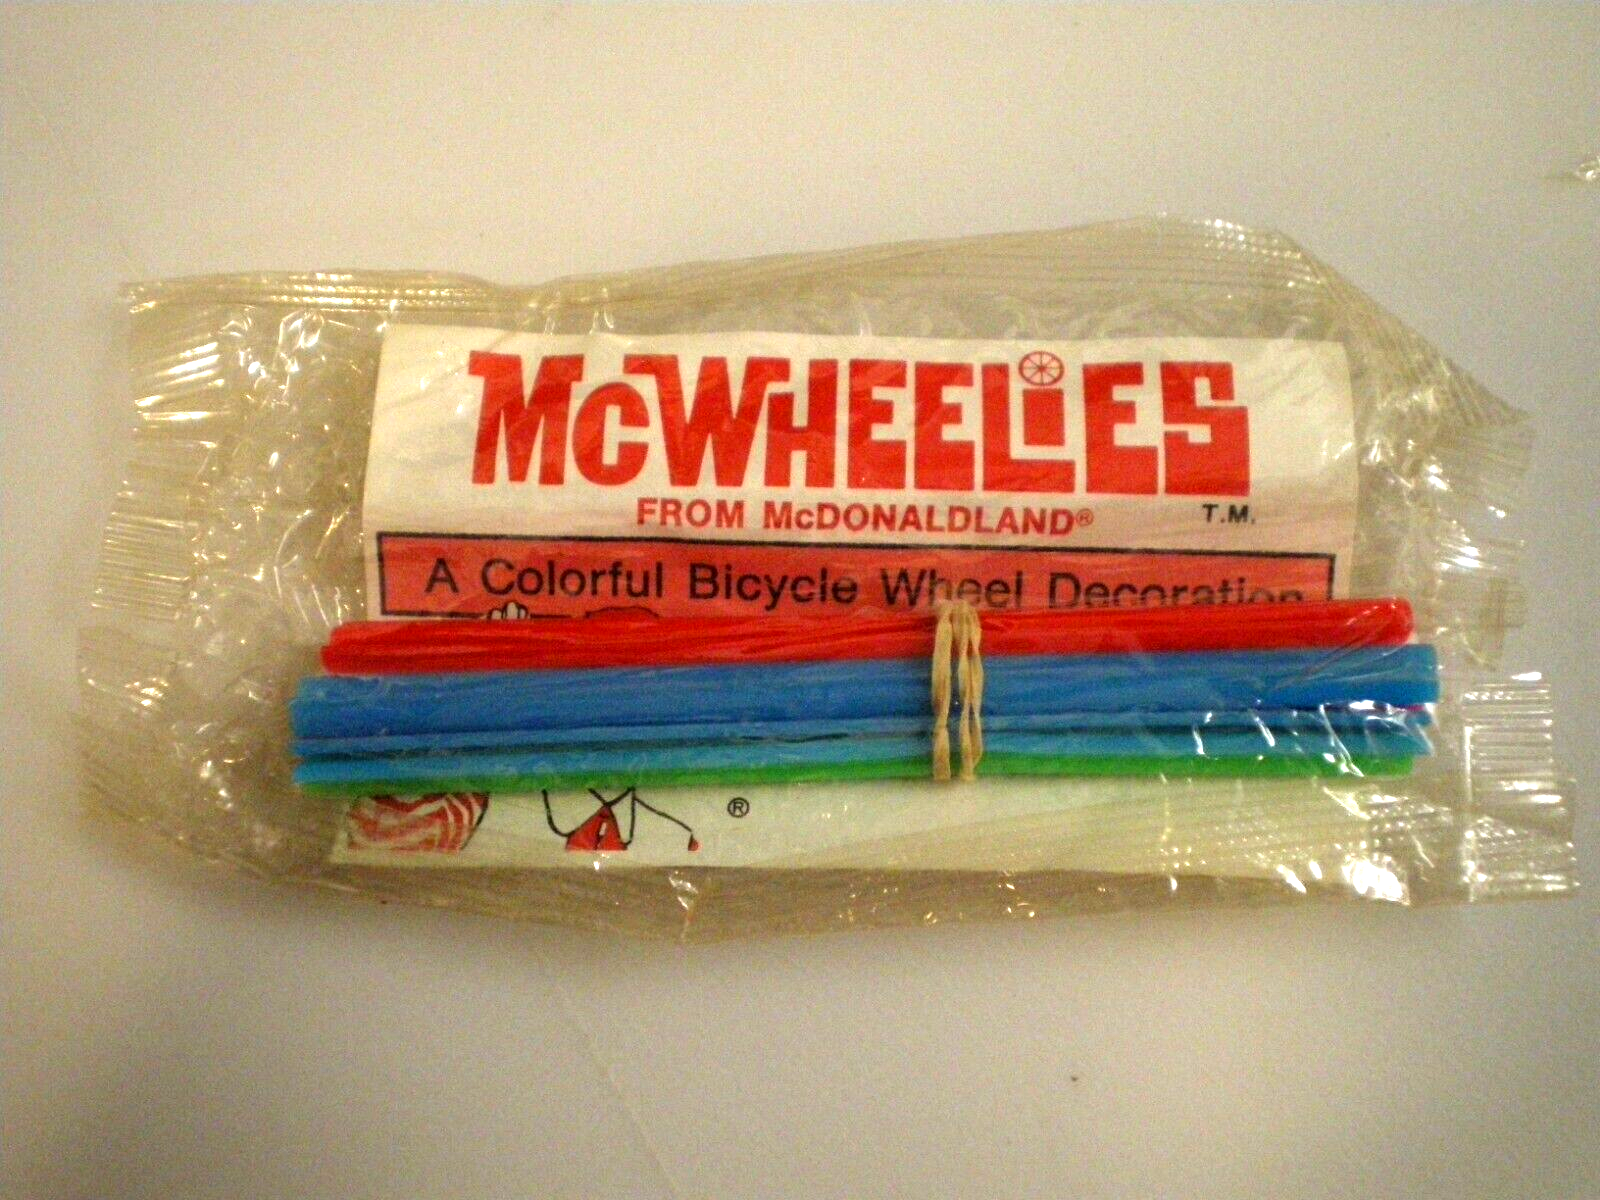 McWHEELiES
FROM McDONALDLAND®
T.M.
A Colorful Bicycle Wheel Decoration
®